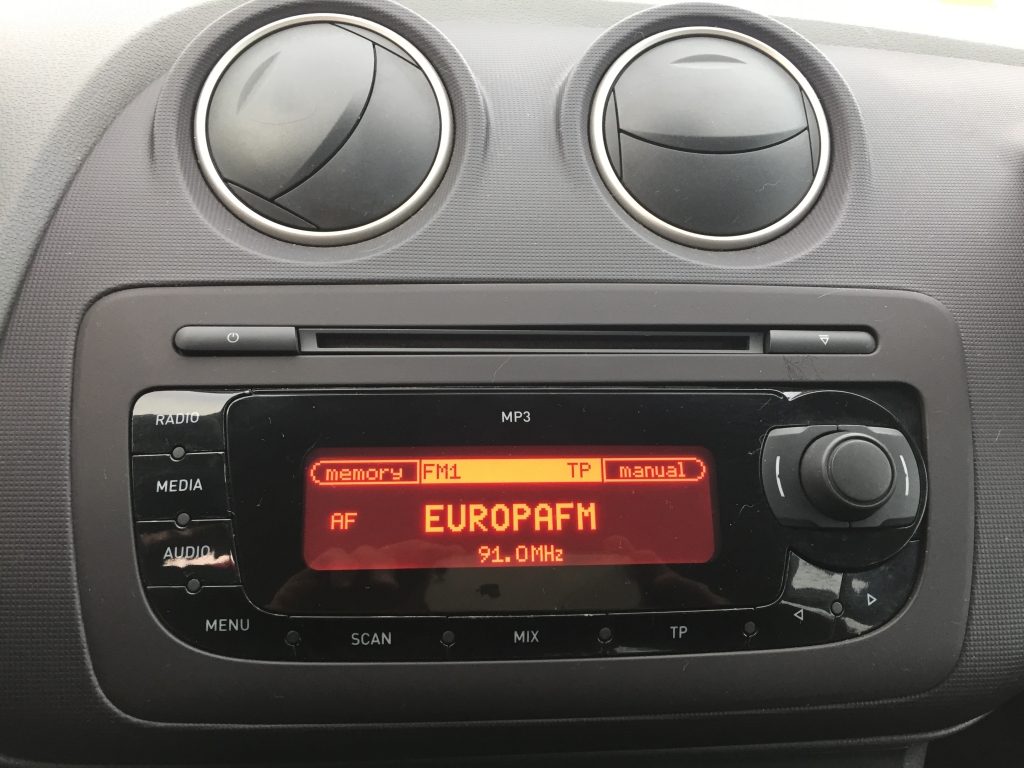 RADIO
MP3
memory FM1 TP manual
MEDIA
AF EUROPAFM
91.0MHz
AUDIO
MENU SCAN MIX TP